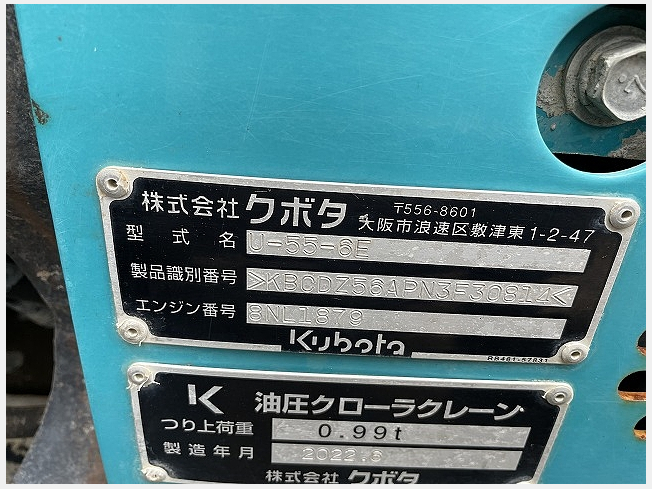 株式会社クボタ 〒556-8601
大阪市浪速区敷津東1-2-47
型式名 U-55-6E
製品識別番号 >KBCDZ56APN3F30814<
エンジン番号 8NL1879
Kubota RB461-57831
K 油圧クローラクレーン
つり上荷重 0.99t
製造年月 2022.
株式会社クボタ